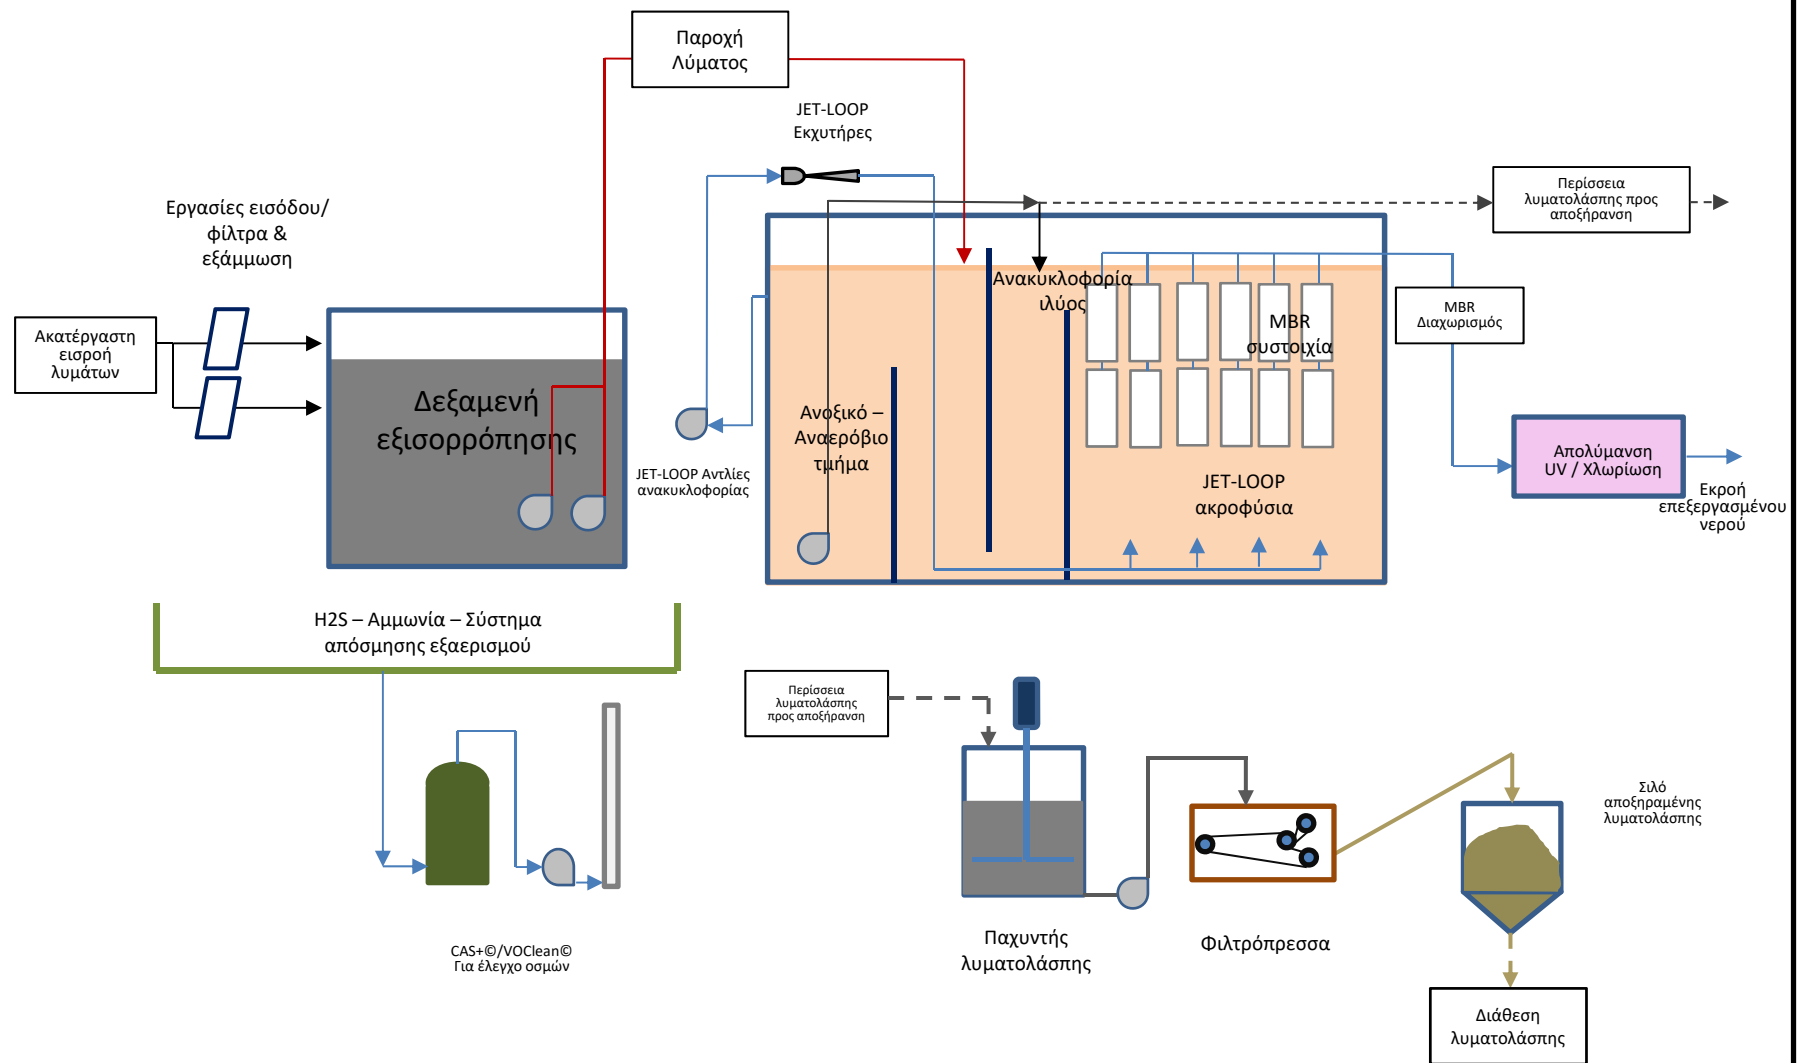 Παροχή
Λύματος
JET-LOOP
Εκχυτήρες
Περίσσεια
λυματολάσπης προς
αποξήρανση
Εργασίες εισόδου/
φίλτρα &
εξάμμωση
Ακατέργαστη
εισροή
λυμάτων
Δεξαμενή
εξισορρόπησης
Ανακυκλοφορία
ιλύος
MBR
συστοιχία
MBR
Διαχωρισμός
Ανοξικό –
Αναερόβιο
τμήμα
JET-LOOP Αντλίες
ανακυκλοφορίας
JET-LOOP
ακροφύσια
Απολύμανση
UV / Χλωρίωση
Εκροή
επεξεργασμένου
νερού
H2S – Αμμωνία – Σύστημα
απόσμησης εξαερισμού
Περίσσεια
λυματολάσπης
προς αποξήρανση
Σιλό
αποξηραμένης
λυματολάσπης
CAS+©/VOClean©
Για έλεγχο οσμών
Παχυντής
λυματολάσπης
Φιλτρόπρεσσα
Διάθεση
λυματολάσπης